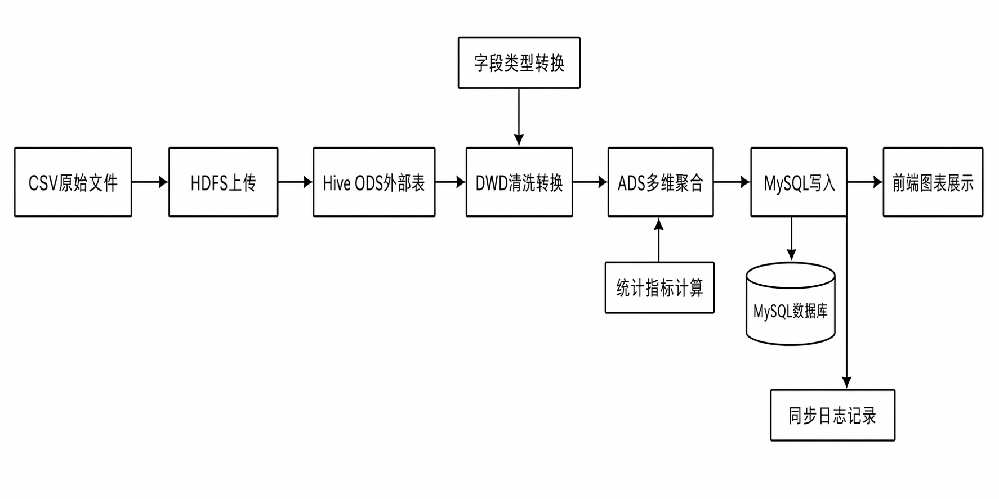 字段类型转换
CSV原始文件
HDFS上传
Hive ODS外部表
DWD清洗转换
ADS多维聚合
MySQL写入
前端图表展示
统计指标计算
MySQL数据库
同步日志记录